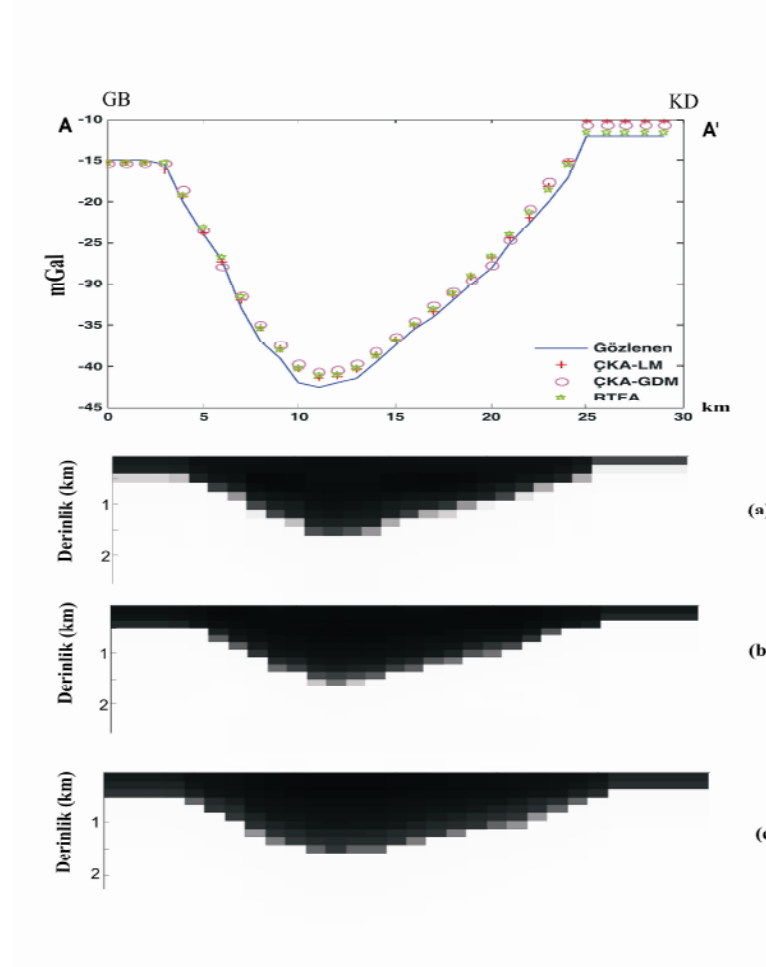 GB KD
A A'
-10
-15
-20
-25
-30
-35
-40
-45
mGal
Gözlenen
ÇKA-LM
ÇKA-GDM
RTFA
0 5 10 15 20 25 30 km
Derinlik (km)
1
2
(a)
Derinlik (km)
1
2
(b
Derinlik (km)
1
2
(c